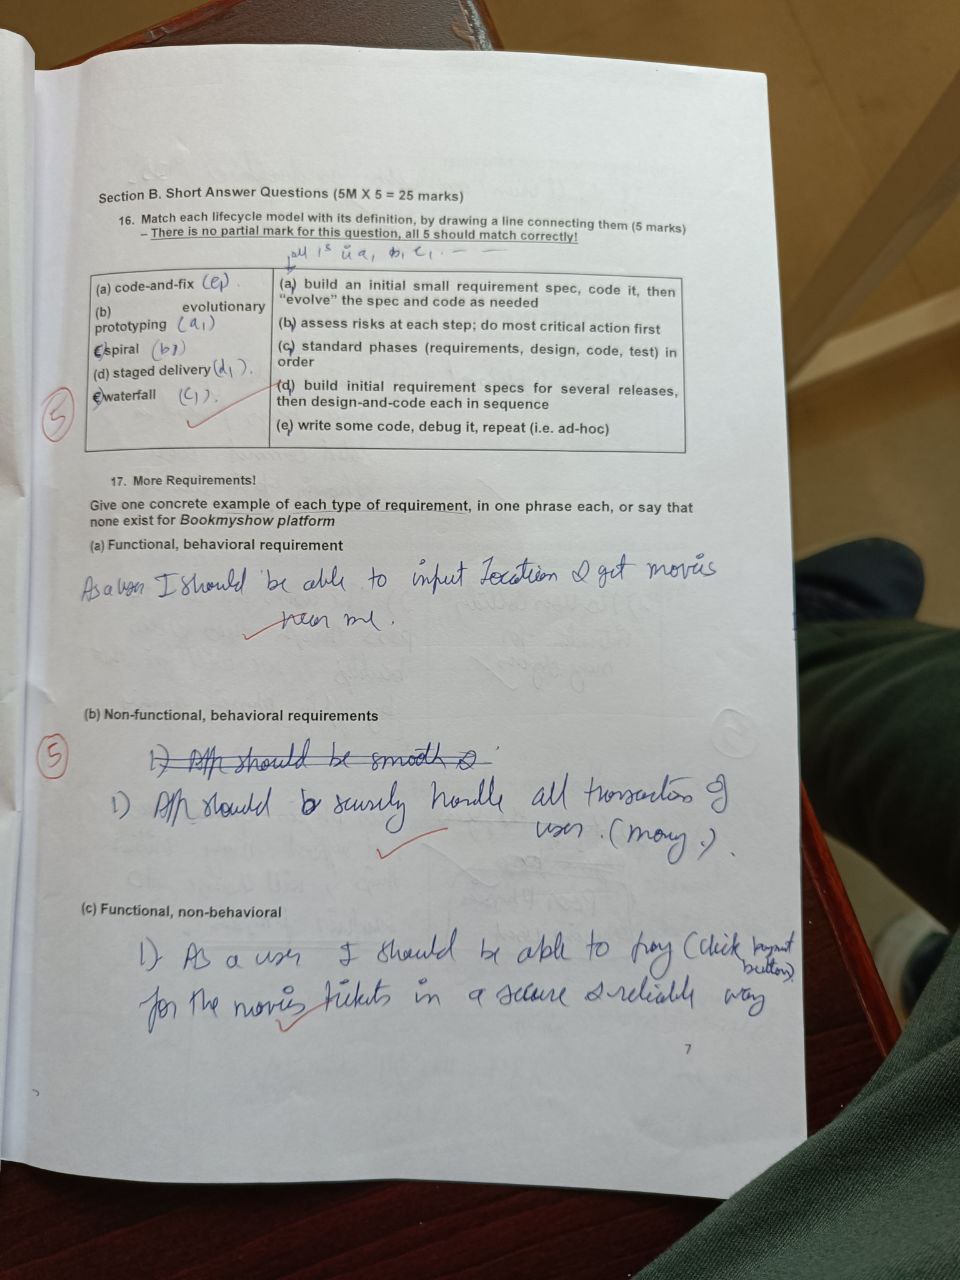 Section B. Short Answer Questions (5M X 5 = 25 marks)
16. Match each lifecycle model with its definition, by drawing a line connecting them (5 marks)
– There is no partial mark for this question, all 5 should match correctly!
(a) code-and-fix (e₁).
(b) evolutionary
prototyping (a₁)
spiral (b₁)
(d) staged delivery (d₁).
waterfall (c₁).
(a) build an initial small requirement spec, code it, then
"evolve" the spec and code as needed
(b) assess risks at each step; do most critical action first
(c) standard phases (requirements, design, code, test) in
order
(d) build initial requirement specs for several releases,
then design-and-code each in sequence
(e) write some code, debug it, repeat (i.e. ad-hoc)
5
17. More Requirements!
Give one concrete example of each type of requirement, in one phrase each, or say that
none exist for Bookmyshow platform
(a) Functional, behavioral requirement
As a user I should be able to input Location & get movies
near me.
(b) Non-functional, behavioral requirements
5
1) App should be smooth &
1) App should be securely handle all transactions of
user. (money).
(c) Functional, non-behavioral
1). As a user I should be able to pay (click payment
button)
for the movies tickets in a secure & reliable way
7